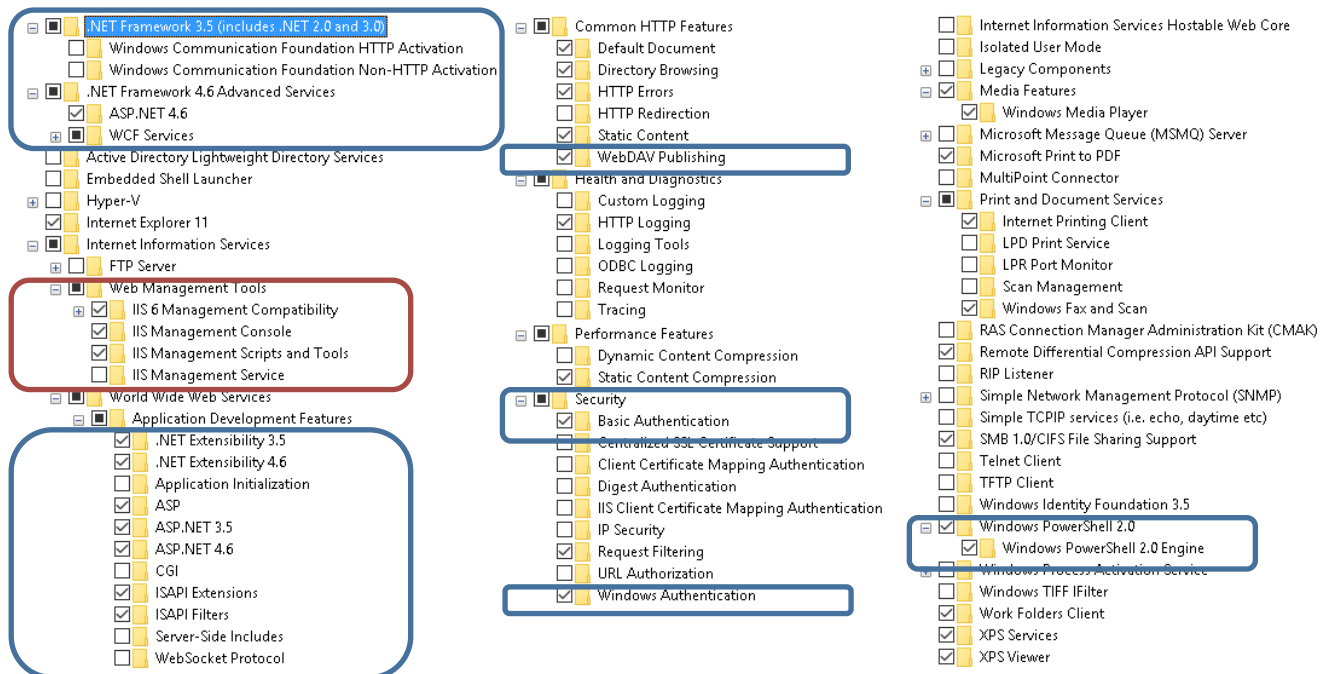 .NET Framework 3.5 (includes .NET 2.0 and 3.0)
Windows Communication Foundation HTTP Activation
Windows Communication Foundation Non-HTTP Activation
.NET Framework 4.6 Advanced Services
ASP.NET 4.6
WCF Services
Active Directory Lightweight Directory Services
Embedded Shell Launcher
Hyper-V
Internet Explorer 11
Internet Information Services
FTP Server
Web Management Tools
IIS 6 Management Compatibility
IIS Management Console
IIS Management Scripts and Tools
IIS Management Service
World Wide Web Services
Application Development Features
.NET Extensibility 3.5
.NET Extensibility 4.6
Application Initialization
ASP
ASP.NET 3.5
ASP.NET 4.6
CGI
ISAPI Extensions
ISAPI Filters
Server-Side Includes
WebSocket Protocol
Common HTTP Features
Default Document
Directory Browsing
HTTP Errors
HTTP Redirection
Static Content
WebDAV Publishing
Health and Diagnostics
Custom Logging
HTTP Logging
Logging Tools
ODBC Logging
Request Monitor
Tracing
Performance Features
Dynamic Content Compression
Static Content Compression
Security
Basic Authentication
Centralized SSL Certificate Support
Client Certificate Mapping Authentication
Digest Authentication
IIS Client Certificate Mapping Authentication
IP Security
Request Filtering
URL Authorization
Windows Authentication
Internet Information Services Hostable Web Core
Isolated User Mode
Legacy Components
Media Features
Windows Media Player
Microsoft Message Queue (MSMQ) Server
Microsoft Print to PDF
MultiPoint Connector
Print and Document Services
Internet Printing Client
LPD Print Service
LPR Port Monitor
Scan Management
Windows Fax and Scan
RAS Connection Manager Administration Kit (CMAK)
Remote Differential Compression API Support
RIP Listener
Simple Network Management Protocol (SNMP)
Simple TCPIP services (i.e. echo, daytime etc)
SMB 1.0/CIFS File Sharing Support
Telnet Client
TFTP Client
Windows Identity Foundation 3.5
Windows PowerShell 2.0
Windows PowerShell 2.0 Engine
Windows Process Activation Service
Windows TIFF IFilter
Work Folders Client
XPS Services
XPS Viewer